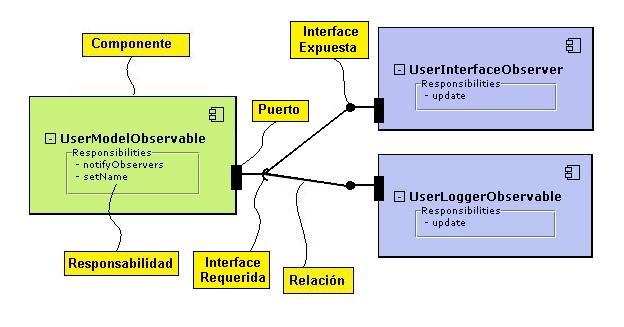 Interface
Expuesta
Componente
UserInterfaceObserver
Responsibilities
- update
Puerto
UserModelObservable
Responsibilities
- notifyObservers
- setName
UserLoggerObservable
Responsibilities
- update
Responsabilidad
Interface
Requerida
Relación